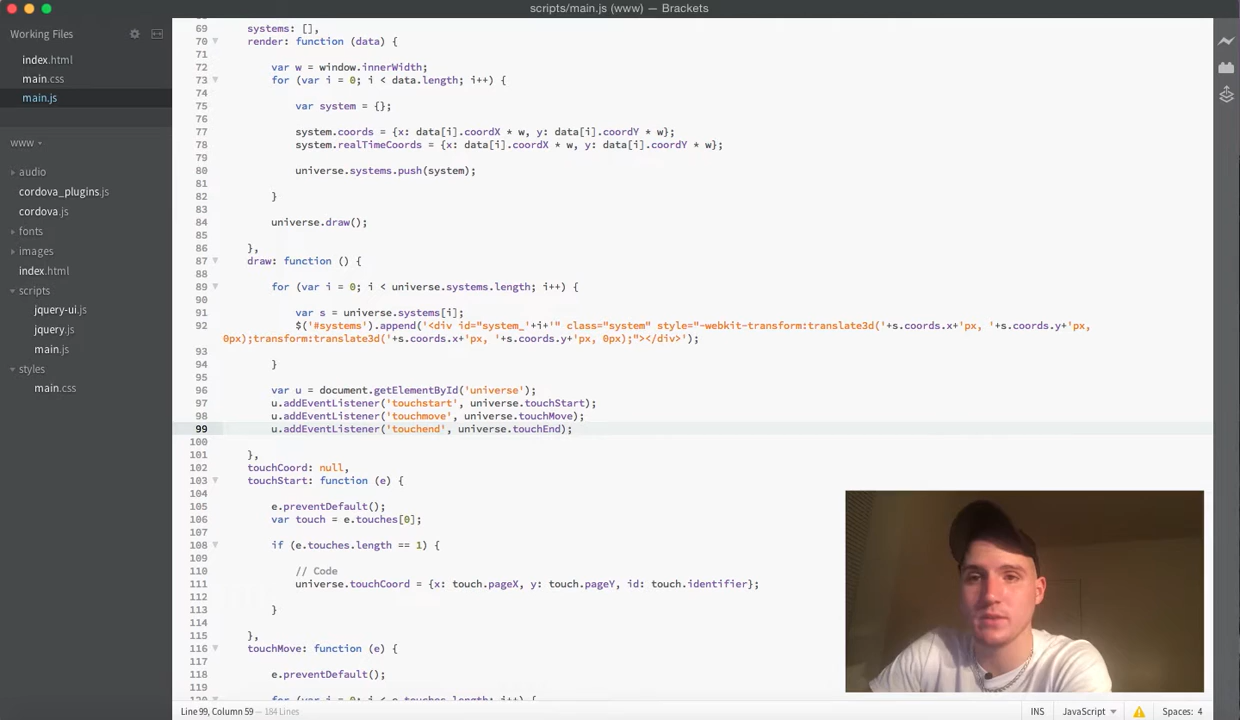 scripts/main.js (www) — Brackets
Working Files
index.html
main.css
main.js
www
audio
cordova_plugins.js
cordova.js
fonts
images
index.html
scripts
jquery-ui.js
jquery.js
main.js
styles
main.css
69 systems: [],
70 render: function (data) {
71
72 var w = window.innerWidth;
73 for (var i = 0; i < data.length; i++) {
74
75 var system = {};
76
77 system.coords = {x: data[i].coordX * w, y: data[i].coordY * w};
78 system.realTimeCoords = {x: data[i].coordX * w, y: data[i].coordY * w};
79
80 universe.systems.push(system);
81
82 }
83
84 universe.draw();
85
86 },
87 draw: function () {
88
89 for (var i = 0; i < universe.systems.length; i++) {
90
91 var s = universe.systems[i];
92 $('#systems').append('<div id="system_'+i+'" class="system" style="-webkit-transform:translate3d('+s.coords.x+'px, '+s.coords.y+'px,
0px);transform:translate3d('+s.coords.x+'px, '+s.coords.y+'px, 0px);"></div>');
93
94 }
95
96 var u = document.getElementById('universe');
97 u.addEventListener('touchstart', universe.touchStart);
98 u.addEventListener('touchmove', universe.touchMove);
99 u.addEventListener('touchend', universe.touchEnd);
100
101 },
102 touchCoord: null,
103 touchStart: function (e) {
104
105 e.preventDefault();
106 var touch = e.touches[0];
107
108 if (e.touches.length == 1) {
109
110 // Code
111 universe.touchCoord = {x: touch.pageX, y: touch.pageY, id: touch.identifier};
112
113 }
114
115 },
116 touchMove: function (e) {
117
118 e.preventDefault();
119
120 for (var i = 0; i < e.touches.length; i++) {
Line 99, Column 59 — 184 Lines
INS
JavaScript
Spaces: 4